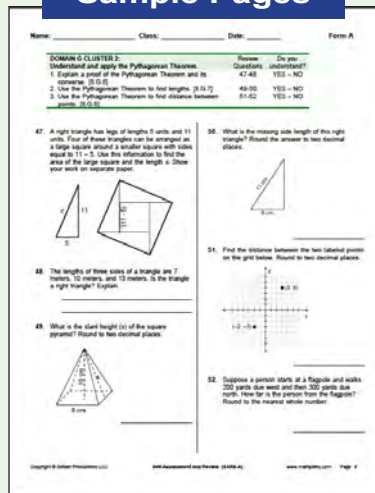 Sample Pages
Name: Class: Date: Form A
DOMAIN G CLUSTER 2:
Understand and apply the Pythagorean Theorem.
Review Questions
Do you understand?
1. Explain a proof of the Pythagorean Theorem and its
converse. [8.G.6]
47-48 YES – NO
2. Use the Pythagorean Theorem to find lengths. [8.G.7] 49-50 YES – NO
3. Use the Pythagorean Theorem to find distance between
points. [8.G.8]
51-52 YES – NO
47. A right triangle has legs of lengths 5 units and 11
units. Four of these triangles can be arranged as
a large square around a smaller square with sides
equal to 11 – 5. Use this information to find the
area of the large square and the length c. Show
your work on separate paper.
c
11
5
(11 - 5)
48. The lengths of three sides of a triangle are 7
meters, 10 meters, and 13 meters. Is the triangle
a right triangle? Explain.
49. What is the slant height (x) of the square
pyramid? Round to two decimal places.
8 cm
50. What is the missing side length of this right
triangle? Round the answer to two decimal
places.
11 cm
6 cm
51. Find the distance between the two labeled points
on the grid below. Round to two decimal places.
y
x
52. Suppose a person starts at a flagpole and walks
200 yards due west and then 300 yards due
north. How far is the person from the flagpole?
Round to the nearest whole number.
Self-Assessment and Review (SARA-A)